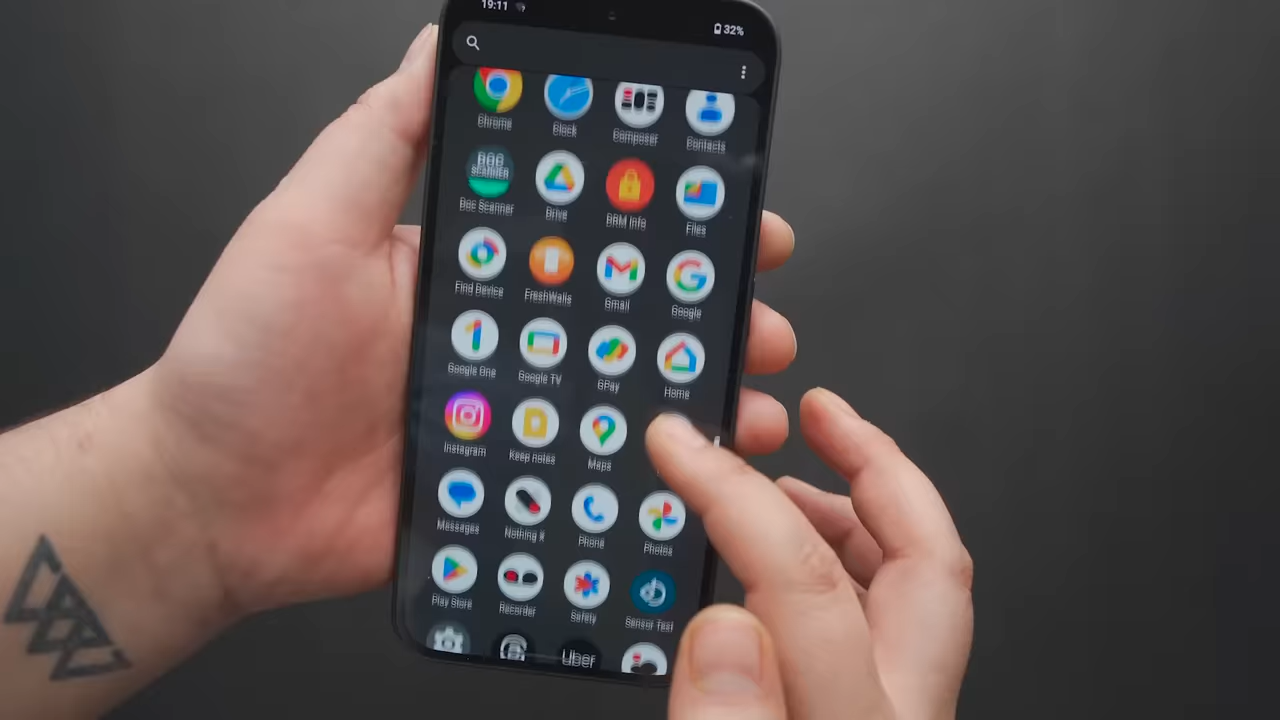 19:11 32%
Chrome Clock Composer Contacts
DOC
scanner
Doc Scanner Drive DRM Info Files
Find Device FreshWalls Gmail Google
Google One Google TV GPay Home
Instagram Keep notes Maps
Messages Nothing X Phone Photos
Play Store Recorder Safety Sensor Test
Uber